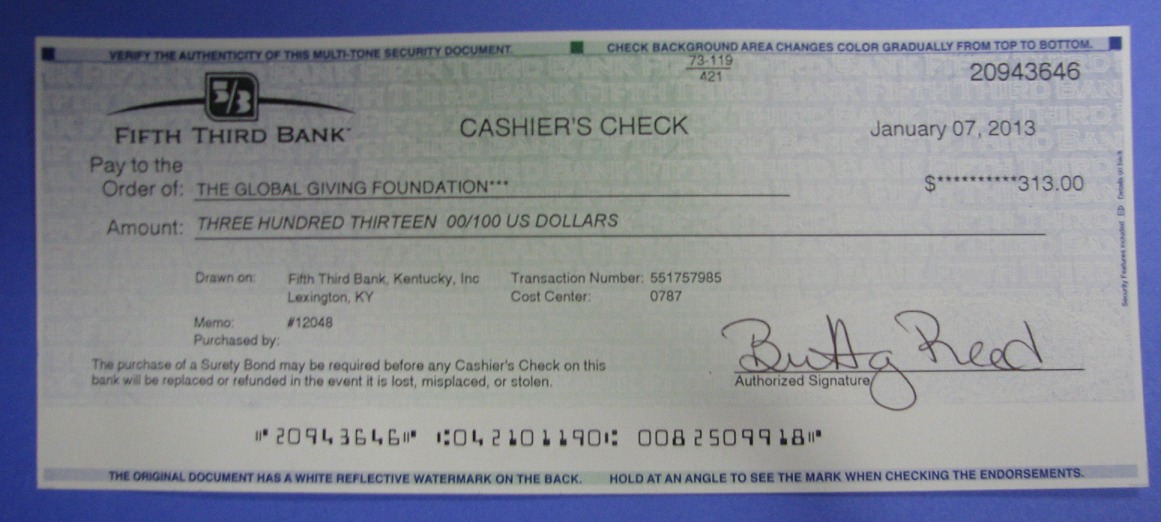 VERIFY THE AUTHENTICITY OF THIS MULTI-TONE SECURITY DOCUMENT. CHECK BACKGROUND AREA CHANGES COLOR GRADUALLY FROM TOP TO BOTTOM.
73-119
421
20943646
5/3
FIFTH THIRD BANK
CASHIER'S CHECK
January 07, 2013
Pay to the
Order of: THE GLOBAL GIVING FOUNDATION***
$**********313.00
Amount: THREE HUNDRED THIRTEEN 00/100 US DOLLARS
Drawn on: Fifth Third Bank, Kentucky, Inc
Lexington, KY
Transaction Number: 551757985
Cost Center: 0787
Memo: #12048
Purchased by:
The purchase of a Surety Bond may be required before any Cashier's Check on this
bank will be replaced or refunded in the event it is lost, misplaced, or stolen.
Reed
Authorized Signature
Security Features included Details on back
⑈20943646⑈ ⑆042101190⑆ 0082509918⑈
THE ORIGINAL DOCUMENT HAS A WHITE REFLECTIVE WATERMARK ON THE BACK. HOLD AT AN ANGLE TO SEE THE MARK WHEN CHECKING THE ENDORSEMENTS.